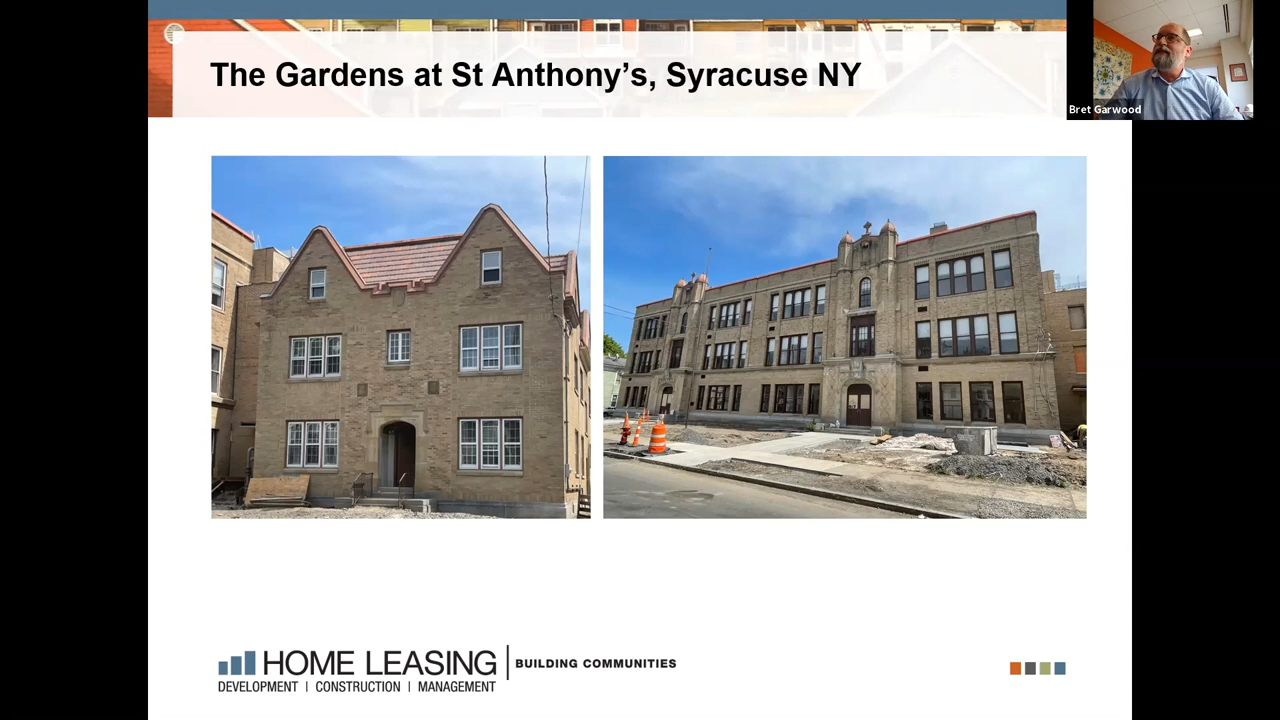 The Gardens at St Anthony's, Syracuse NY
Bret Garwood
HOME LEASING | BUILDING COMMUNITIES
DEVELOPMENT | CONSTRUCTION | MANAGEMENT